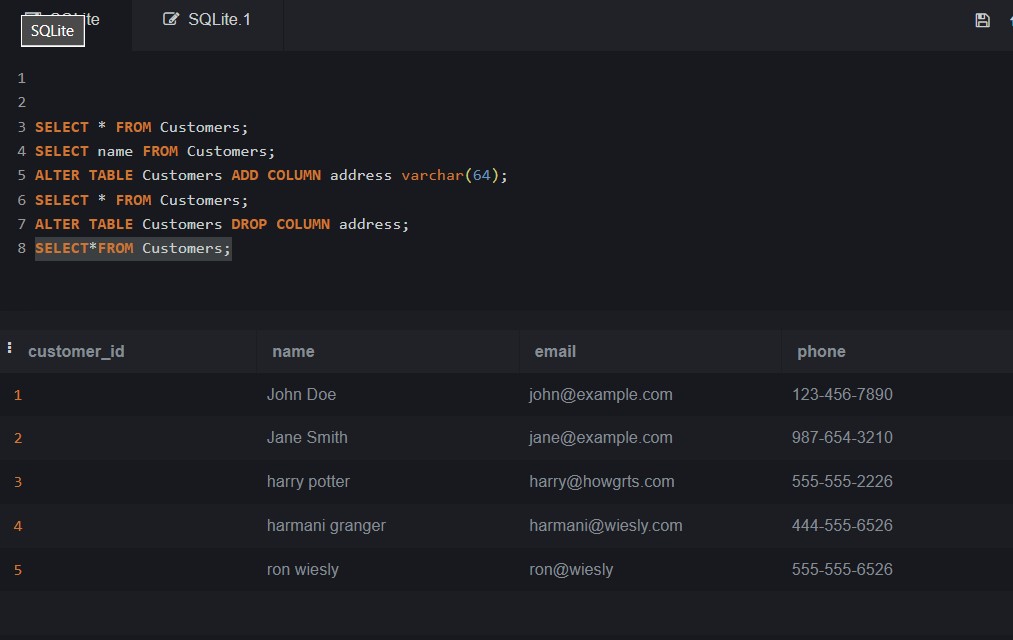 SQLite
SQLite.1
1
2
3 SELECT * FROM Customers;
4 SELECT name FROM Customers;
5 ALTER TABLE Customers ADD COLUMN address varchar(64);
6 SELECT * FROM Customers;
7 ALTER TABLE Customers DROP COLUMN address;
8 SELECT*FROM Customers;
customer_id name email phone
1 John Doe john@example.com 123-456-7890
2 Jane Smith jane@example.com 987-654-3210
3 harry potter harry@howgrts.com 555-555-2226
4 harmani granger harmani@wiesly.com 444-555-6526
5 ron wiesly ron@wiesly 555-555-6526